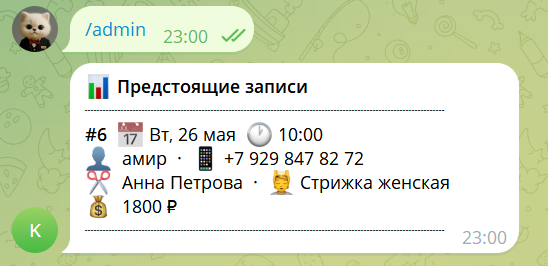 /admin 23:00
📊 Предстоящие записи
#6 📅 Вт, 26 мая 🕐 10:00
👤 амир · 📱 +7 929 847 82 72
✂️ Анна Петрова · 💆 Стрижка женская
💰 1800 ₽
K
23:00